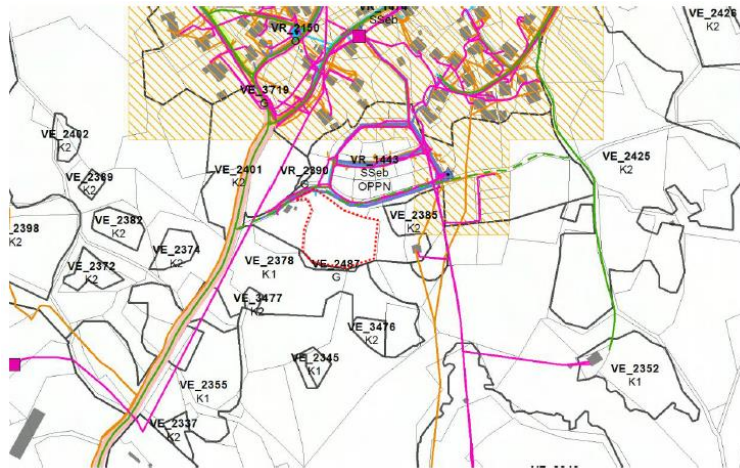 VE_2426
K2
SSeb
VR_2150
O
VE_3719
G
VE_2402
K2
VE_2389
K2
VE_2401
K2
VR_2390
G
VR_1443
SSeb
OPPN
VE_2425
K2
VE_2382
K2
VE_2385
K2
VE_2398
K2
VE_2374
K2
VE_2372
K2
VE_2378
K1
VE_2487
G
VE_3477
K2
VE_3476
K2
VE_2345
K1
VE_2352
K1
VE_2355
K1
VE_2337
K2